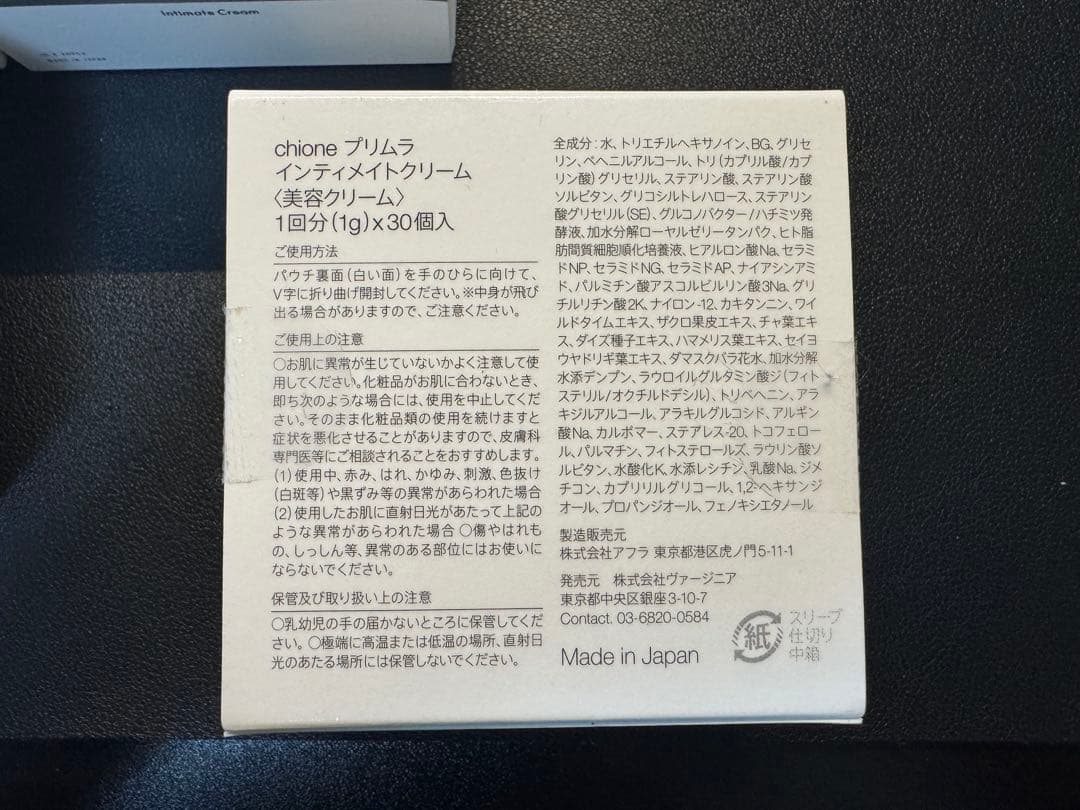 Intimate Cream
chione プリムラ
インティメイトクリーム
〈美容クリーム〉
1回分(1g)x30個入
ご使用方法
パウチ裏面(白い面)を手のひらに向けて、
V字に折り曲げ開封してください。※中身が飛び
出る場合がありますので、ご注意ください。
ご使用上の注意
○お肌に異常が生じていないかよく注意して使
用してください。化粧品がお肌に合わないとき、
即ち次のような場合には、使用を中止してくだ
さい。そのまま化粧品類の使用を続けますと
症状を悪化させることがありますので、皮膚科
専門医等にご相談されることをおすすめします。
(1)使用中、赤み、はれ、かゆみ、刺激、色抜け
(白斑等)や黒ずみ等の異常があらわれた場合
(2)使用したお肌に直射日光があたって上記の
ような異常があらわれた場合 ○傷やはれも
の、しっしん等、異常のある部位にはお使いに
ならないでください。
保管及び取り扱い上の注意
○乳幼児の手の届かないところに保管してくだ
さい。○極端に高温または低温の場所、直射日
光のあたる場所には保管しないでください。
全成分:水、トリエチルヘキサノイン、BG、グリセ
リン、ベヘニルアルコール、トリ(カプリル酸/カプ
リン酸)グリセリル、ステアリン酸、ステアリン酸
ソルビタン、グリコシルトレハロース、ステアリン
酸グリセリル(SE)、グルコノバクター/ハチミツ発
酵液、加水分解ローヤルゼリータンパク、ヒト脂
肪間質細胞順化培養液、ヒアルロン酸Na、セラミ
ドNP、セラミドNG、セラミドAP、ナイアシンアミ
ド、パルミチン酸アスコルビルリン酸3Na、グリ
チルリチン酸2K、ナイロン-12、カキタンニン、ワイ
ルドタイムエキス、ザクロ果皮エキス、チャ葉エキ
ス、ダイズ種子エキス、ハマメリス葉エキス、セイヨ
ウヤドリギ葉エキス、ダマスクバラ花水、加水分解
水添デンプン、ラウロイルグルタミン酸ジ(フィト
ステリル/オクチルドデシル)、トリベヘニン、アラ
キジルアルコール、アラキルグルコシド、アルギン
酸Na、カルボマー、ステアレス-20、トコフェロー
ル、パルマチン、フィトステロールズ、ラウリン酸ソ
ルビタン、水酸化K、水添レシチン、乳酸Na、ジメ
チコン、カプリリルグリコール、1,2-ヘキサンジ
オール、プロパンジオール、フェノキシエタノール
製造販売元
株式会社アフラ 東京都港区虎ノ門5-11-1
発売元 株式会社ヴァージニア
東京都中央区銀座3-10-7
Contact. 03-6820-0584
Made in Japan
紙
スリーブ
仕切り
中箱